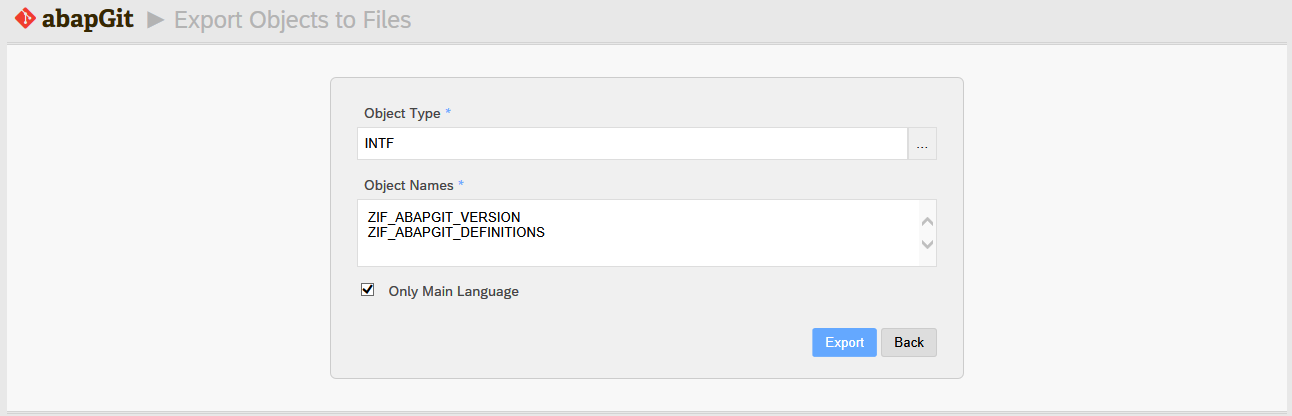 abapGit ▶ Export Objects to Files
Object Type *
INTF ...
Object Names *
ZIF_ABAPGIT_VERSION
ZIF_ABAPGIT_DEFINITIONS
Only Main Language
Export Back